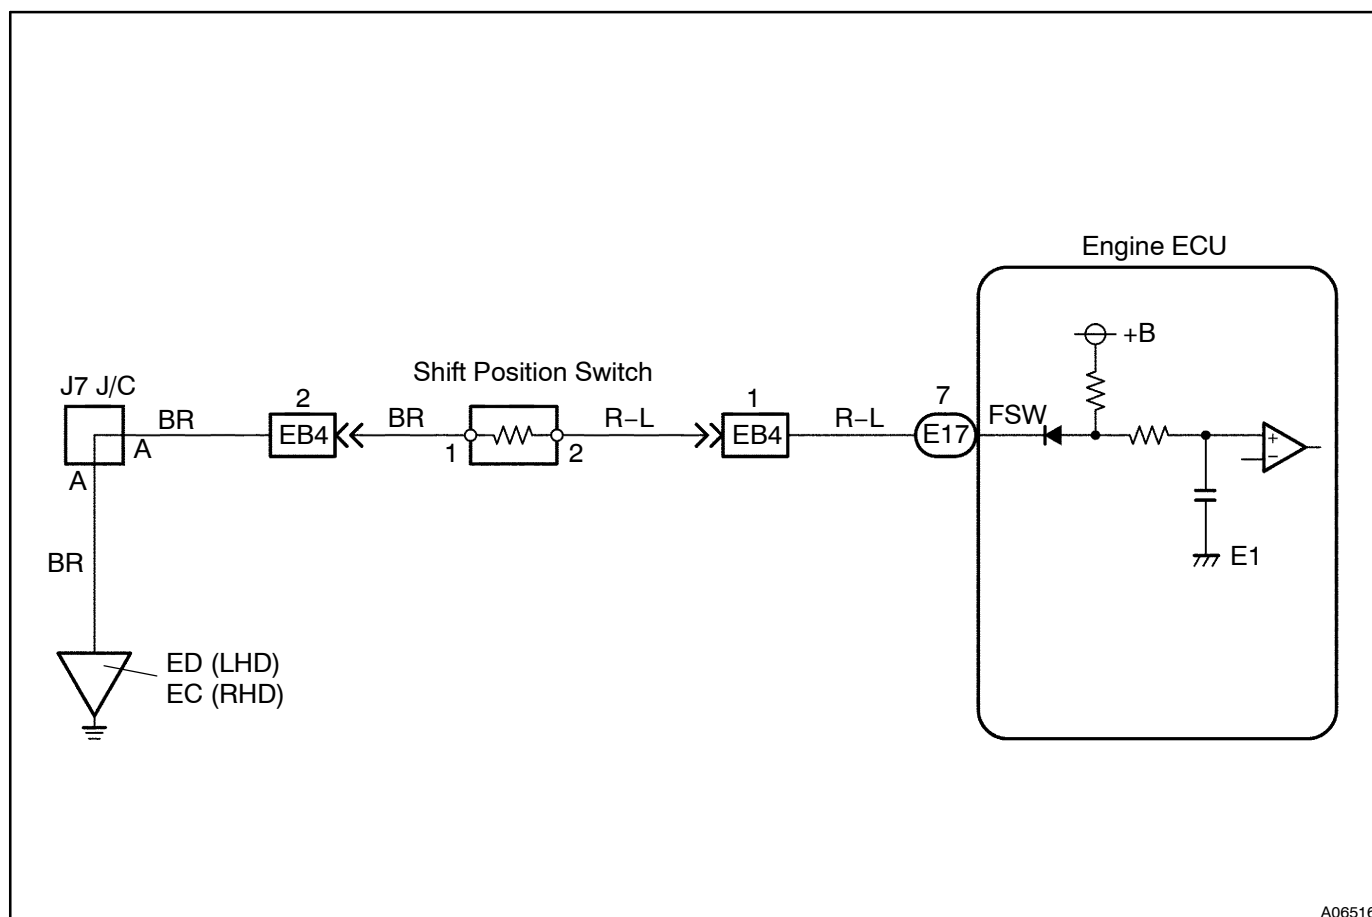 Engine ECU
+B
Shift Position Switch
J7 J/C
2
1
7
BR
EB4
BR
R–L
EB4
R–L
E17
FSW
+
–
A
1
2
A
E1
BR
ED (LHD)
EC (RHD)
A06516